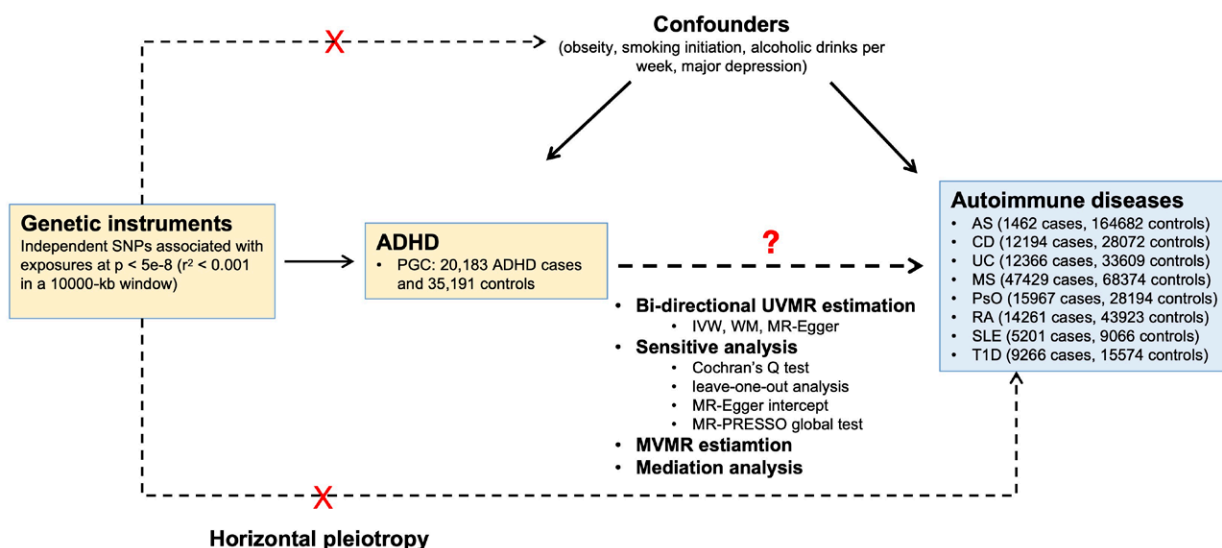 Confounders
(obseity, smoking initiation, alcoholic drinks per
week, major depression)
X
Genetic instruments
Independent SNPs associated with
exposures at p < 5e-8 (r² < 0.001
in a 10000-kb window)
ADHD
• PGC: 20,183 ADHD cases
and 35,191 controls
?
• Bi-directional UVMR estimation
• IVW, WM, MR-Egger
• Sensitive analysis
• Cochran's Q test
• leave-one-out analysis
• MR-Egger intercept
• MR-PRESSO global test
• MVMR estiamtion
• Mediation analysis
Autoimmune diseases
• AS (1462 cases, 164682 controls)
• CD (12194 cases, 28072 controls)
• UC (12366 cases, 33609 controls)
• MS (47429 cases, 68374 controls)
• PsO (15967 cases, 28194 controls)
• RA (14261 cases, 43923 controls)
• SLE (5201 cases, 9066 controls)
• T1D (9266 cases, 15574 controls)
X
Horizontal pleiotropy